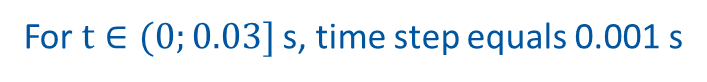 For t ∈ (0; 0.03] s, time step equals 0.001 s